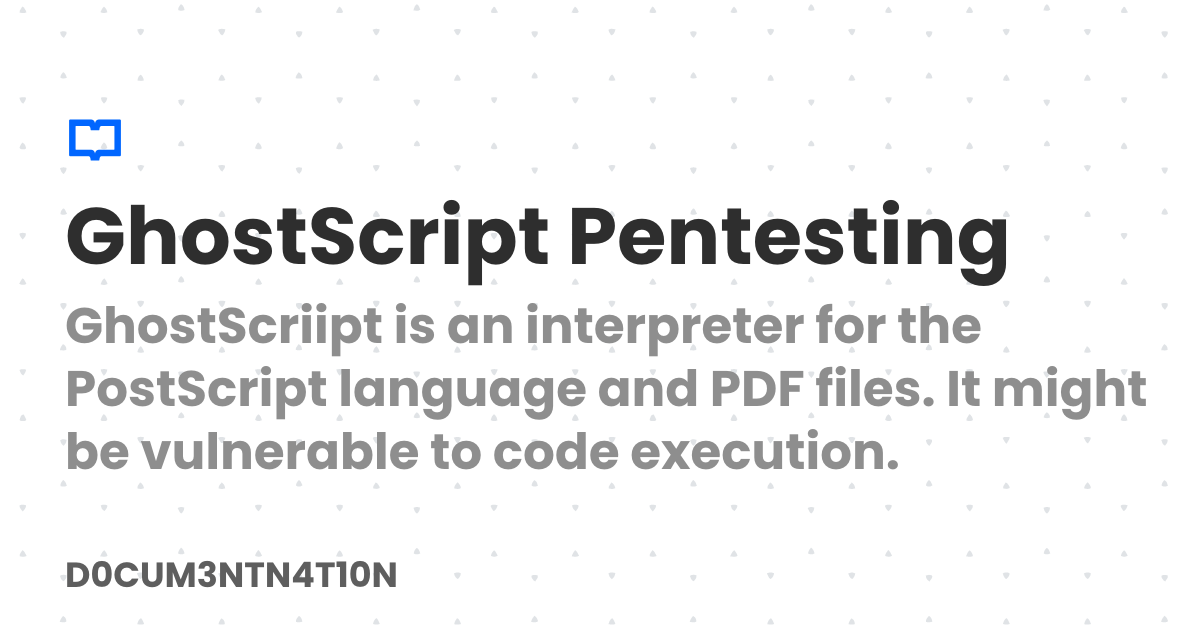 GhostScript Pentesting
GhostScriipt is an interpreter for the
PostScript language and PDF files. It might
be vulnerable to code execution.
D0CUM3NTN4T10N